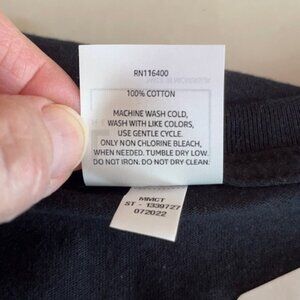 RN116400
100% COTTON
MACHINE WASH COLD,
WASH WITH LIKE COLORS,
USE GENTLE CYCLE.
ONLY NON CHLORINE BLEACH,
WHEN NEEDED. TUMBLE DRY LOW.
DO NOT IRON. DO NOT DRY CLEAN.
MMCT
ST - 1339727
072022